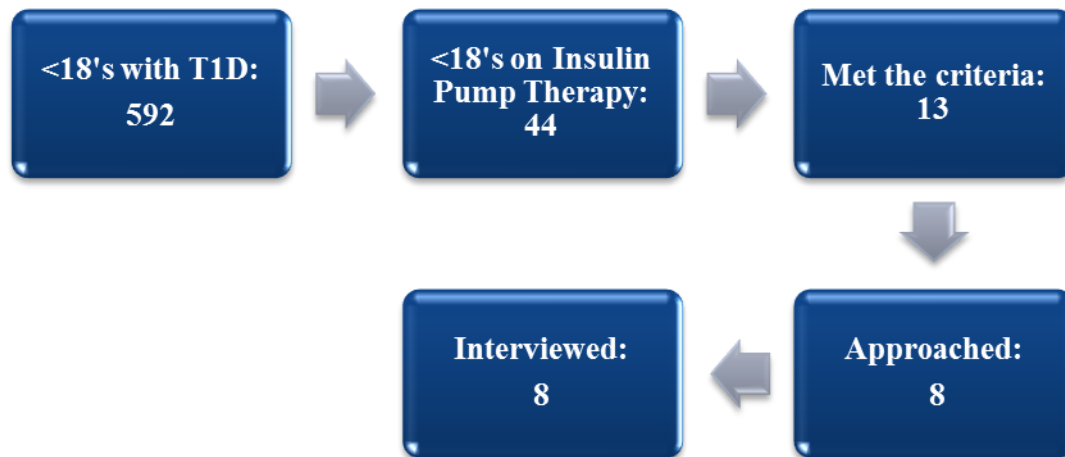 <18's with T1D:
592
<18's on Insulin
Pump Therapy:
44
Met the criteria:
13
Approached:
8
Interviewed:
8